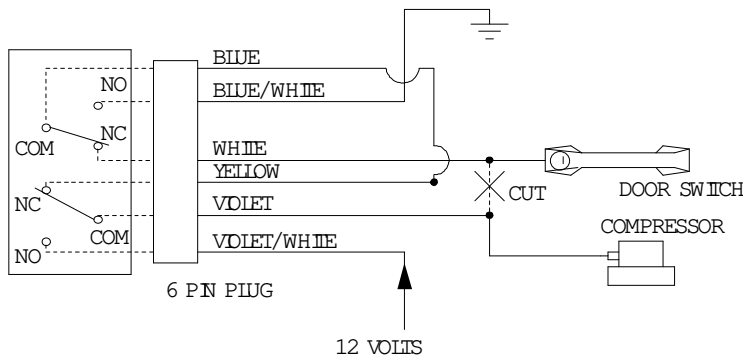 BLUE
BLUE/WHITE
NO
NC
COM
WHITE
YELLOW
CUT
DOOR SWITCH
NC
VIOLET
COM
COMPRESSOR
NO
VIOLET/WHITE
6 PIN PLUG
12 VOLTS